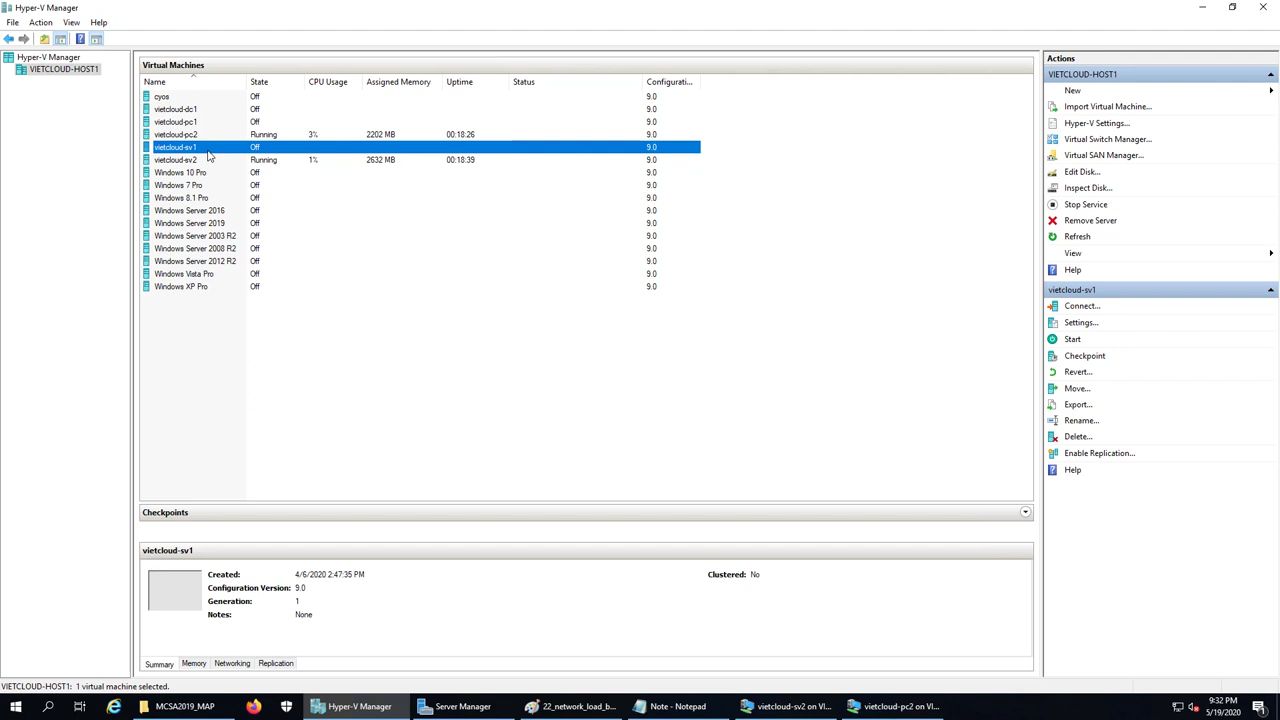 Hyper-V Manager
File Action View Help
Hyper-V Manager
VIETCLOUD-HOST1
Virtual Machines
Name State CPU Usage Assigned Memory Uptime Status Configurati...
cyos Off 9.0
vietcloud-dc1 Off 9.0
vietcloud-pc1 Off 9.0
vietcloud-pc2 Running 3% 2202 MB 00:18:26 9.0
vietcloud-sv1 Off 9.0
vietcloud-sv2 Running 1% 2632 MB 00:18:39 9.0
Windows 10 Pro Off 9.0
Windows 7 Pro Off 9.0
Windows 8.1 Pro Off 9.0
Windows Server 2016 Off 9.0
Windows Server 2019 Off 9.0
Windows Server 2003 R2 Off 9.0
Windows Server 2008 R2 Off 9.0
Windows Server 2012 R2 Off 9.0
Windows Vista Pro Off 9.0
Windows XP Pro Off 9.0
Checkpoints
vietcloud-sv1
Created: 4/6/2020 2:47:35 PM Clustered: No
Configuration Version: 9.0
Generation: 1
Notes: None
Summary Memory Networking Replication
Actions
VIETCLOUD-HOST1
New
Import Virtual Machine...
Hyper-V Settings...
Virtual Switch Manager...
Virtual SAN Manager...
Edit Disk...
Inspect Disk...
Stop Service
Remove Server
Refresh
View
Help
vietcloud-sv1
Connect...
Settings...
Start
Checkpoint
Revert...
Move...
Export...
Rename...
Delete...
Enable Replication...
Help
VIETCLOUD-HOST1: 1 virtual machine selected.
MCSA2019_MAP Hyper-V Manager Server Manager 22_network_load_b... Note - Notepad vietcloud-sv2 on VI... vietcloud-pc2 on VI... 9:32 PM
5/19/2020